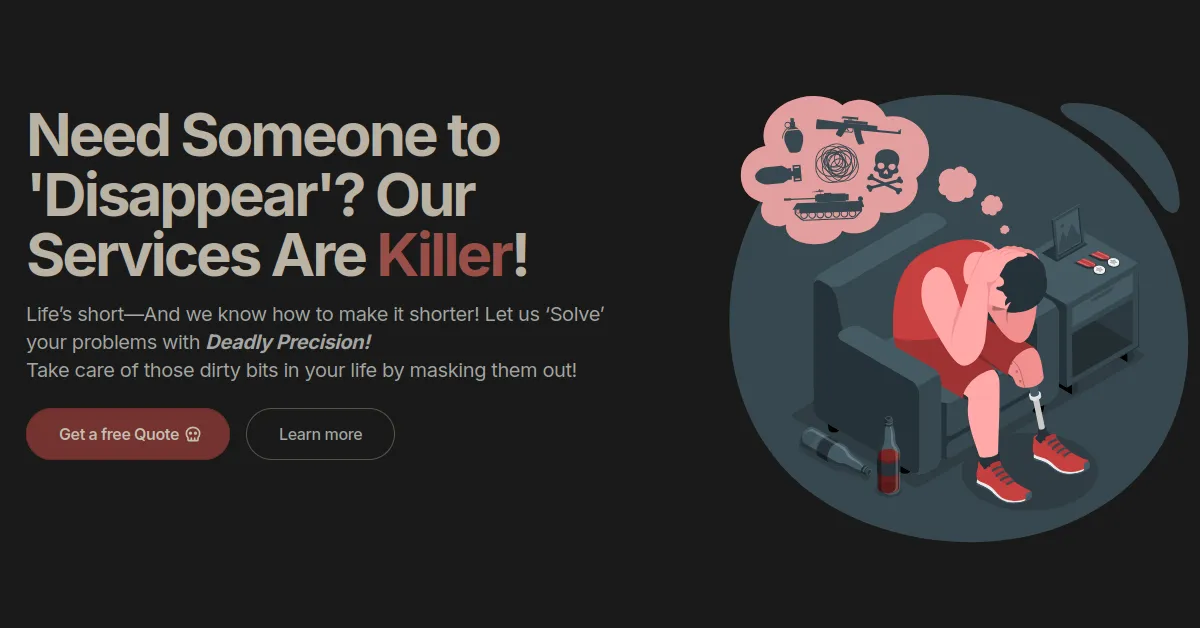 Need Someone to
'Disappear'? Our
Services Are Killer!
Life’s short—And we know how to make it shorter! Let us ‘Solve’
your problems with Deadly Precision!
Take care of those dirty bits in your life by masking them out!
Get a free Quote
Learn more